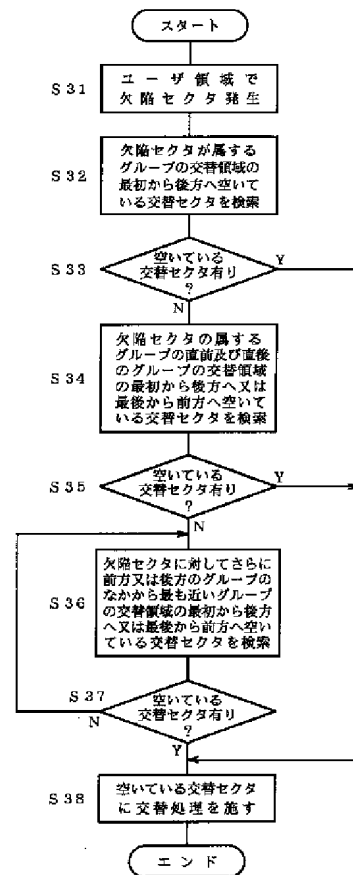 スタート
S31
ユーザ領域で
欠陥セクタ発生
S32
欠陥セクタが属する
グループの交替領域の
最初から後方へ空いて
いる交替セクタを検索
S33
空いている
交替セクタ有り
?
Y
N
S34
欠陥セクタの属する
グループの直前及び直後
のグループの交替領域
の最初から後方へ又は
最後から前方へ空いて
いる交替セクタを検索
S35
空いている
交替セクタ有り
?
Y
N
S36
欠陥セクタに対してさらに
前方又は後方のグループの
なかから最も近いグループ
の交替領域の最初から後方
へ又は最後から前方へ空い
ている交替セクタを検索
S37
空いている
交替セクタ有り
?
N
Y
S38
空いている交替セクタ
に交替処理を施す
エンド